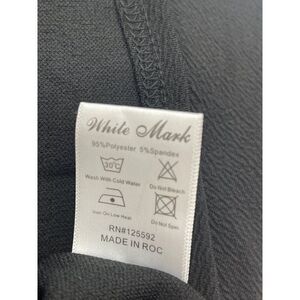 White Mark
95%Polyester 5%Spandex
30°C
Wash With Cold Water
Do Not Bleach
Iron On Low Heat
Do Not Spin
RN#125592
MADE IN ROC